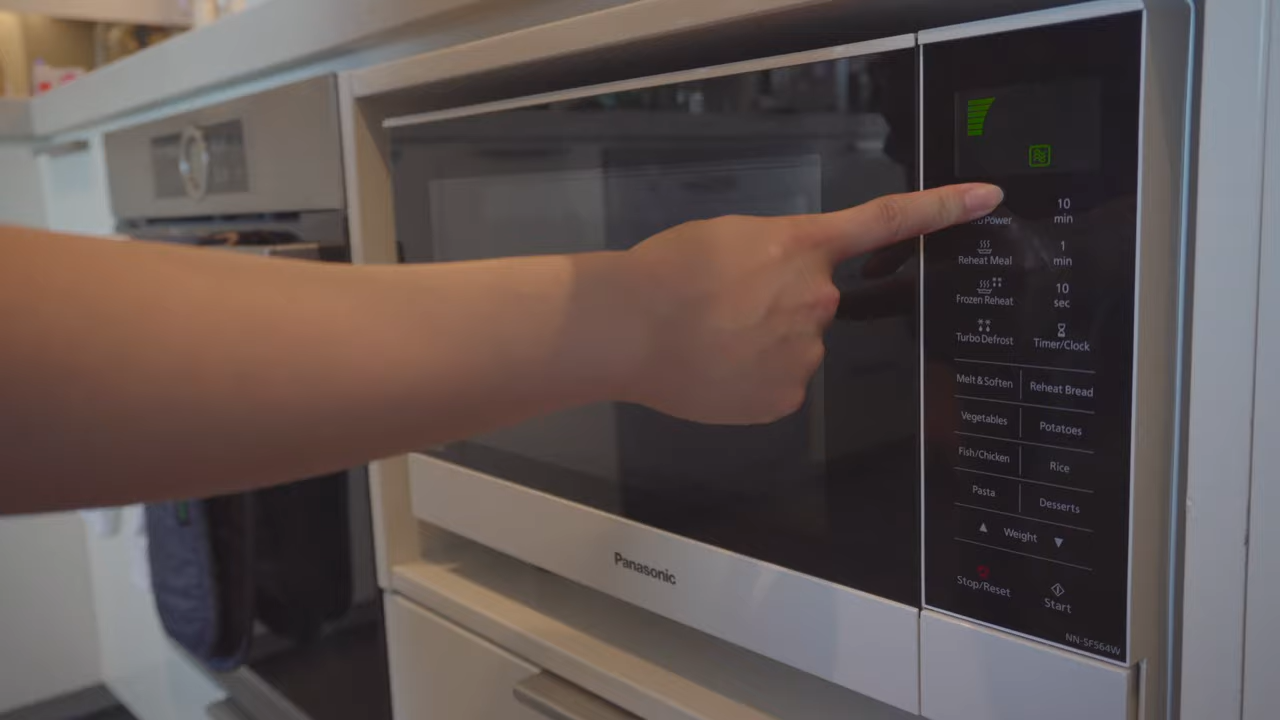 10
min
Power
1
min
Reheat Meal
10
sec
Frozen Reheat
Turbo Defrost
Timer/Clock
Melt & Soften
Reheat Bread
Vegetables
Potatoes
Fish/Chicken
Rice
Pasta
Desserts
Weight
Stop/Reset
Start
NN-SF564W
Panasonic